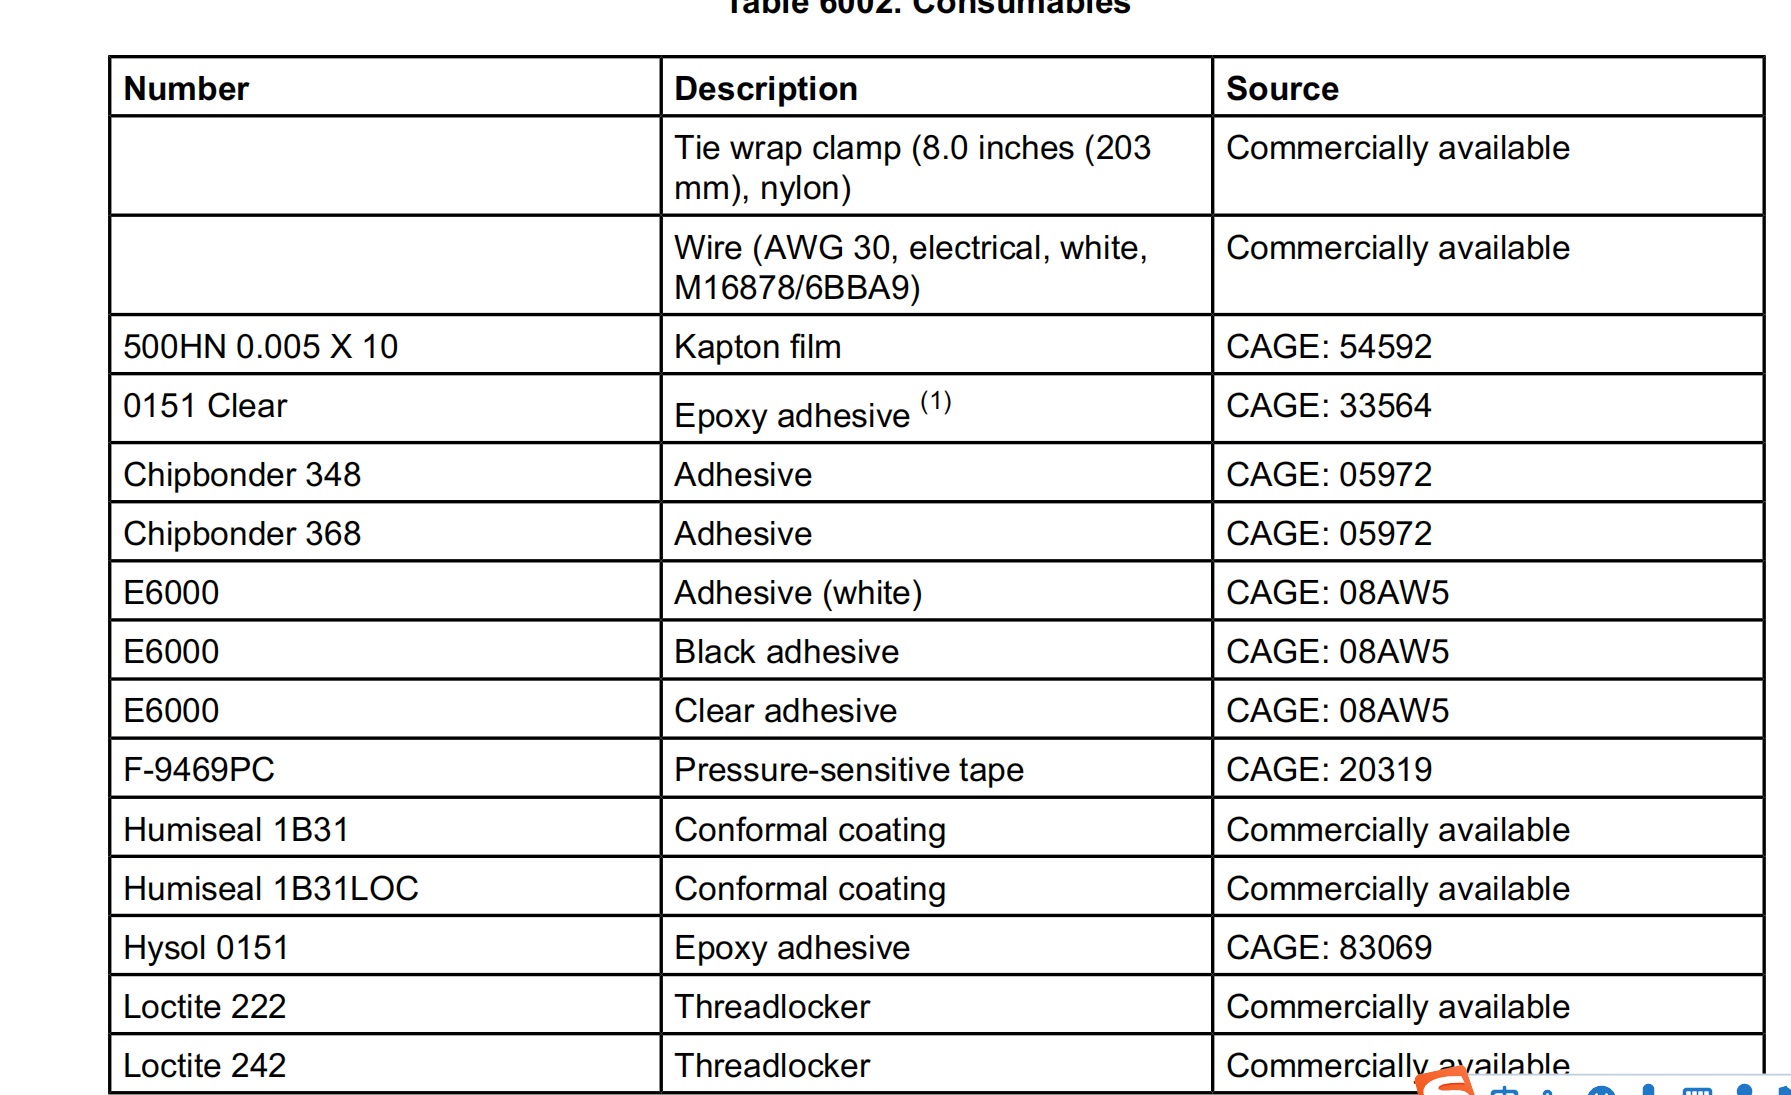 Table 6002. Consumables
Number Description Source
Tie wrap clamp (8.0 inches (203 Commercially available
mm), nylon)
Wire (AWG 30, electrical, white, Commercially available
M16878/6BBA9)
500HN 0.005 X 10 Kapton film CAGE: 54592
0151 Clear Epoxy adhesive (1) CAGE: 33564
Chipbonder 348 Adhesive CAGE: 05972
Chipbonder 368 Adhesive CAGE: 05972
E6000 Adhesive (white) CAGE: 08AW5
E6000 Black adhesive CAGE: 08AW5
E6000 Clear adhesive CAGE: 08AW5
F-9469PC Pressure-sensitive tape CAGE: 20319
Humiseal 1B31 Conformal coating Commercially available
Humiseal 1B31LOC Conformal coating Commercially available
Hysol 0151 Epoxy adhesive CAGE: 83069
Loctite 222 Threadlocker Commercially available
Loctite 242 Threadlocker Commercially available